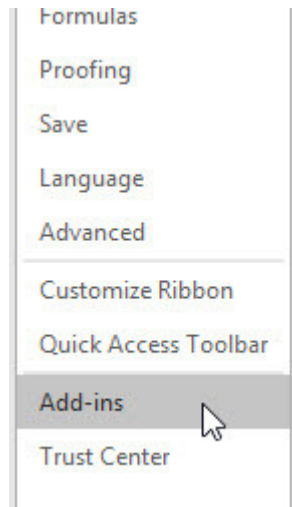 Formulas
Proofing
Save
Language
Advanced
Customize Ribbon
Quick Access Toolbar
Add-ins
Trust Center